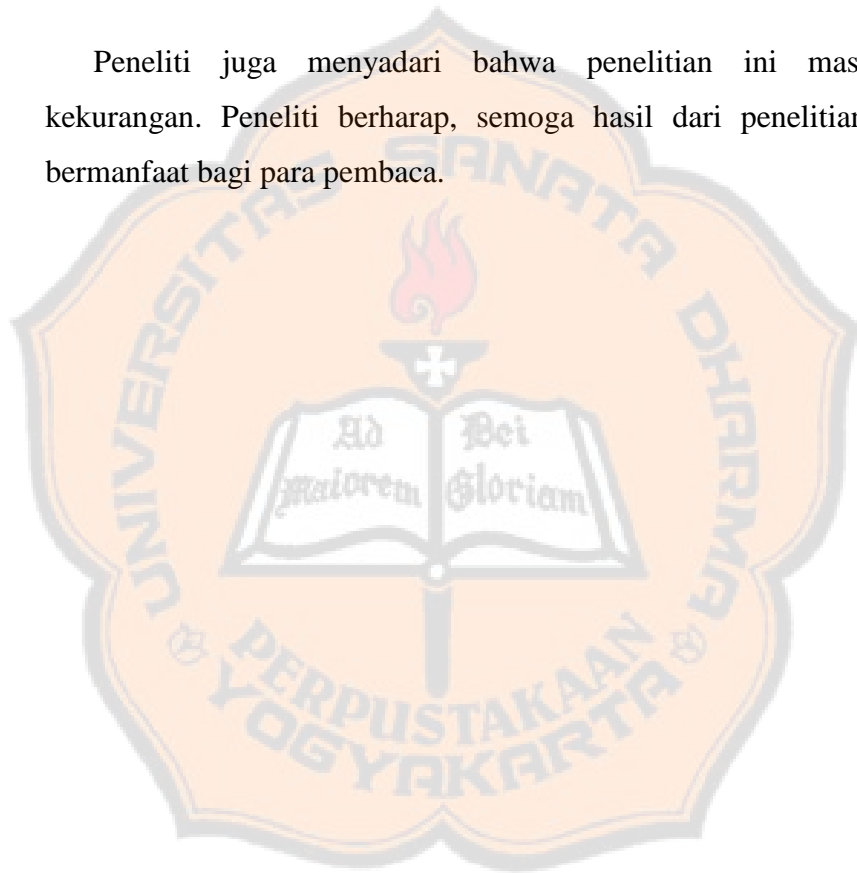 Peneliti juga menyadari bahwa penelitian ini mas
kekurangan. Peneliti berharap, semoga hasil dari penelitian
bermanfaat bagi para pembaca.
UNIVERSITAS SANATA DHARMA
Ad Dei
Maiorem Gloriam
PERPUSTAKAAN
YOGYAKARTA